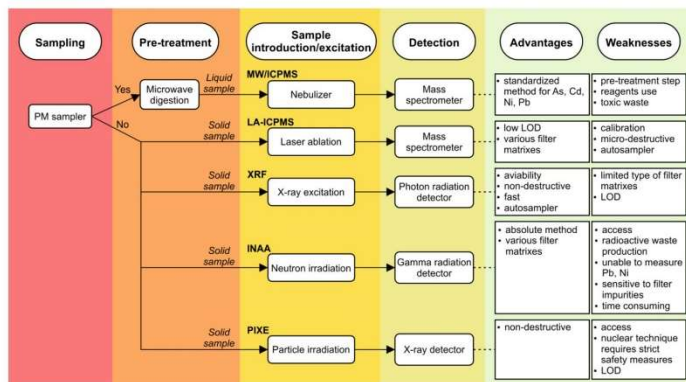 Sampling
Pre-treatment
Sample
introduction/excitation
Detection
Advantages
Weaknesses
PM sampler
Yes
No
Microwave
digestion
Liquid
sample
MW/ICPMS
Nebulizer
Mass
spectrometer
• standardized
method for As, Cd,
Ni, Pb
• pre-treatment step
• reagents use
• toxic waste
Solid
sample
LA-ICPMS
Laser ablation
Mass
spectrometer
• low LOD
• various filter
matrixes
• calibration
• micro-destructive
• autosampler
Solid
sample
XRF
X-ray excitation
Photon radiation
detector
• aviability
• non-destructive
• fast
• autosampler
• limited type of filter
matrixes
• LOD
Solid
sample
INAA
Neutron irradiation
Gamma radiation
detector
• absolute method
• various filter
matrixes
• access
• radioactive waste
production
• unable to measure
Pb, Ni
• sensitive to filter
impurities
• time consuming
Solid
sample
PIXE
Particle irradiation
X-ray detector
• non-destructive
• access
• nuclear technique
requires strict
safety measures
• LOD